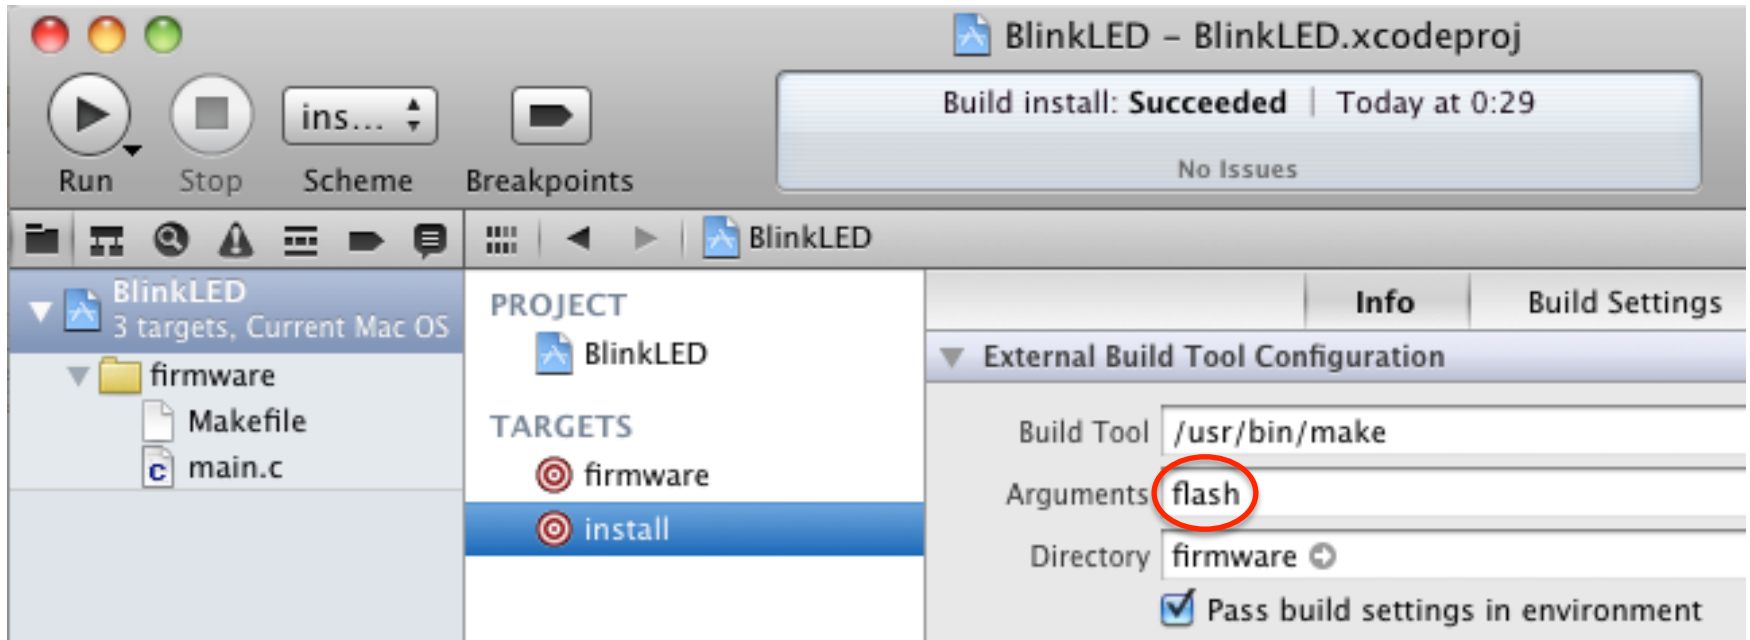 BlinkLED – BlinkLED.xcodeproj
ins...
Build install: Succeeded | Today at 0:29
No Issues
Run Stop Scheme Breakpoints
BlinkLED
BlinkLED
3 targets, Current Mac OS
firmware
Makefile
c main.c
PROJECT
BlinkLED
TARGETS
firmware
install
Info Build Settings
External Build Tool Configuration
Build Tool /usr/bin/make
Arguments flash
Directory firmware
Pass build settings in environment